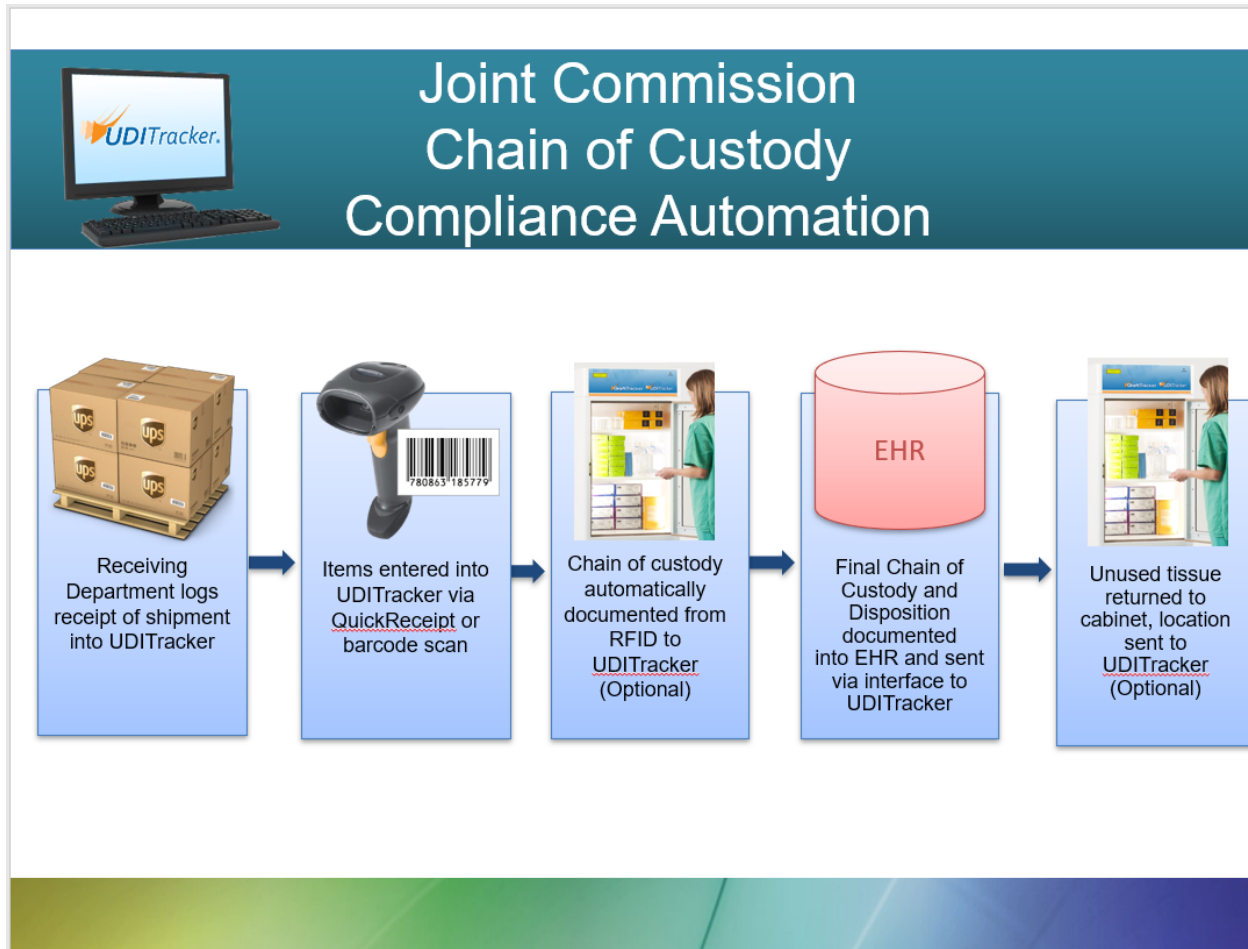 UDITracker®
Joint Commission
Chain of Custody
Compliance Automation
ups
ups
ups
ups
780863 185779
EHR
Receiving
Department logs
receipt of shipment
into UDITracker
Items entered into
UDITracker via
QuickReceipt or
barcode scan
Chain of custody
automatically
documented from
RFID to
UDITracker
(Optional)
Final Chain of
Custody and
Disposition
documented
into EHR and sent
via interface to
UDITracker
Unused tissue
returned to
cabinet, location
sent to
UDITracker
(Optional)